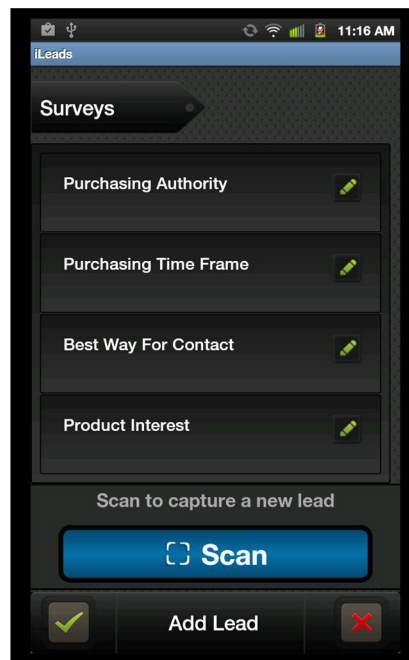 11:16 AM
iLeads
Surveys
Purchasing Authority
Purchasing Time Frame
Best Way For Contact
Product Interest
Scan to capture a new lead
Scan
Add Lead